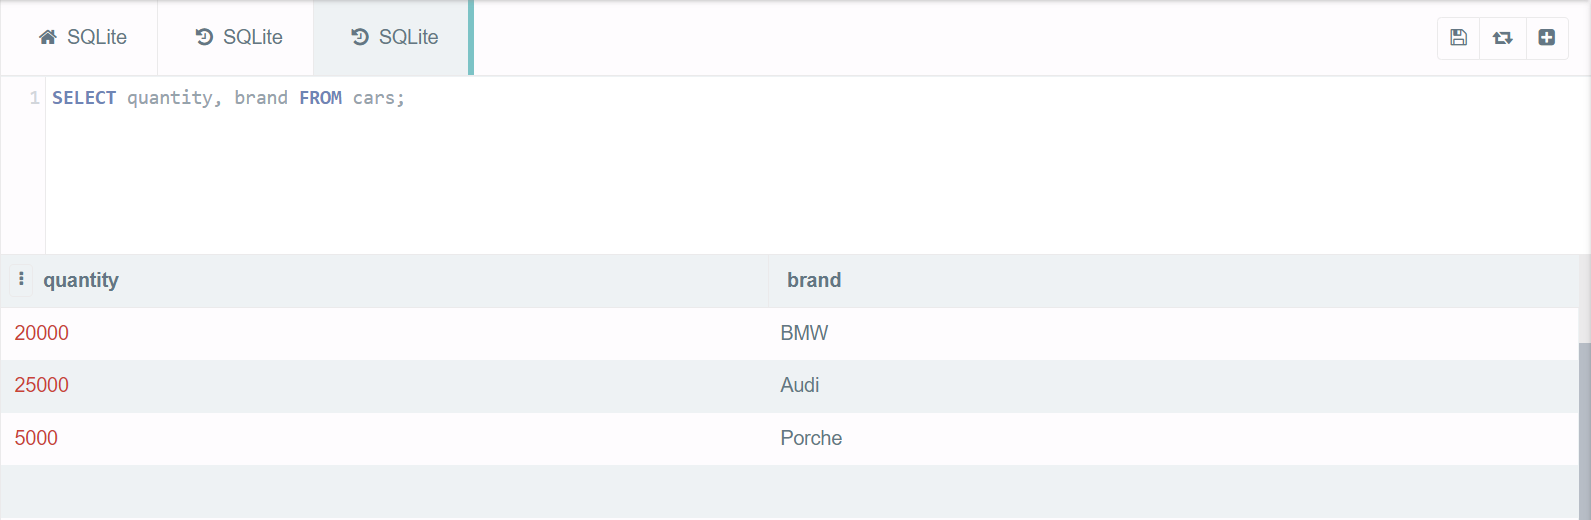 SQLite SQLite SQLite
1 SELECT quantity, brand FROM cars;
quantity brand
20000 BMW
25000 Audi
5000 Porche